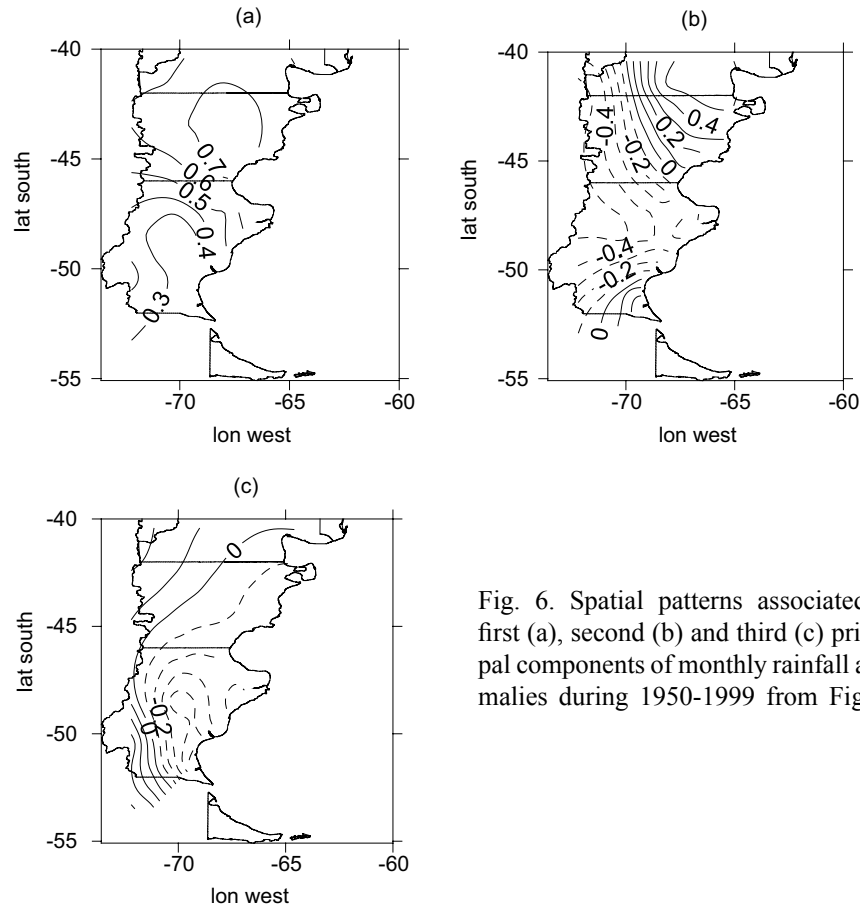 (a)
-40
-45
-50
-55
lat south
-70
-65
-60
lon west
0.7
0.6
0.5
0.4
0.3
(b)
-40
-45
-50
-55
lat south
-70
-65
-60
lon west
-0.4
-0.2
0
0.2
0.4
-0.4
-0.2
0
(c)
-40
-45
-50
-55
lat south
-70
-65
-60
lon west
0
0
Fig. 6. Spatial patterns associated
first (a), second (b) and third (c) pri
pal components of monthly rainfall a
malies during 1950-1999 from Fig